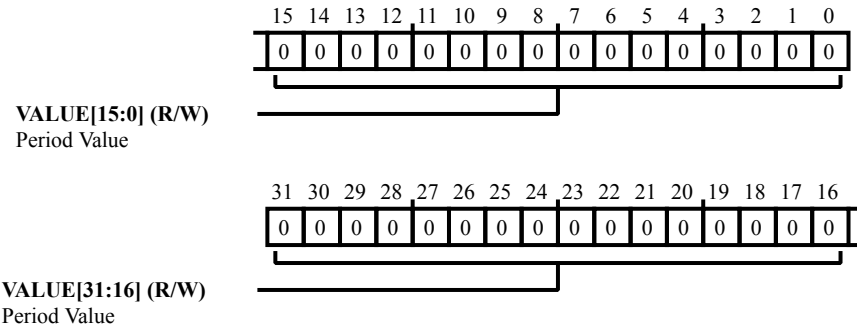 15 14 13 12 11 10 9 8 7 6 5 4 3 2 1 0
0 0 0 0 0 0 0 0 0 0 0 0 0 0 0 0
VALUE[15:0] (R/W)
Period Value
31 30 29 28 27 26 25 24 23 22 21 20 19 18 17 16
0 0 0 0 0 0 0 0 0 0 0 0 0 0 0 0
VALUE[31:16] (R/W)
Period Value